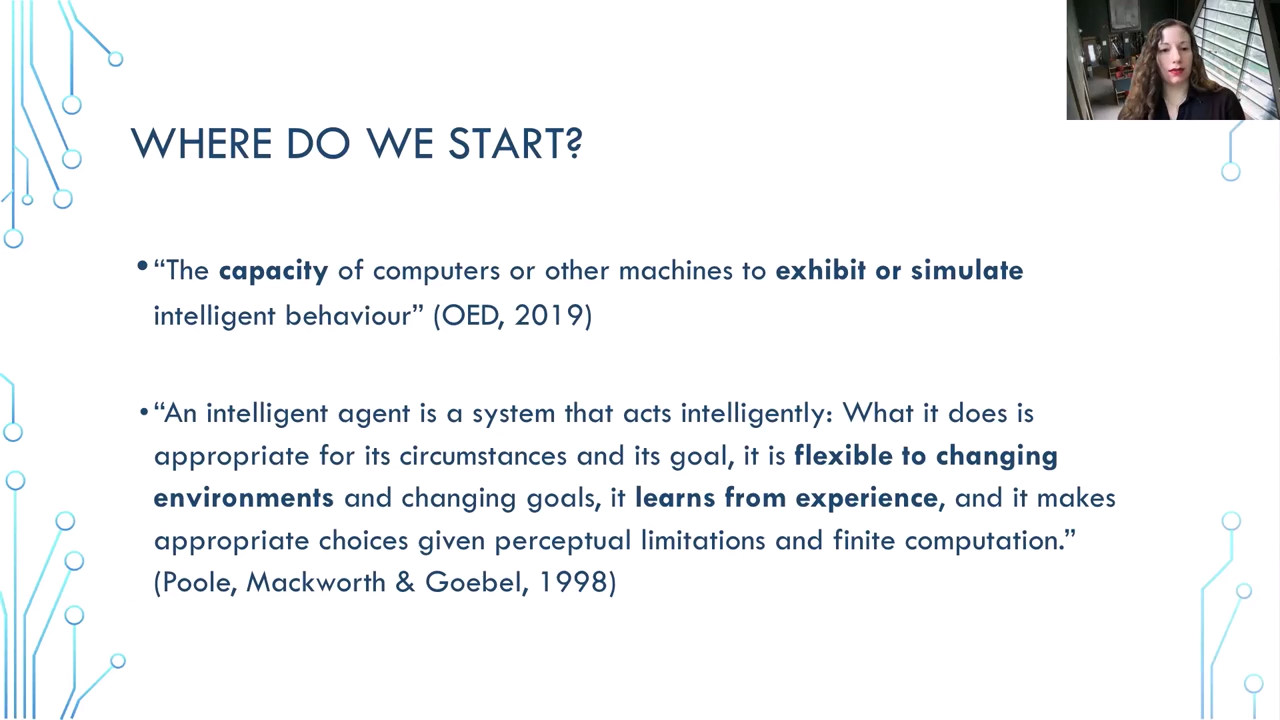 WHERE DO WE START?
• “The capacity of computers or other machines to exhibit or simulate
intelligent behaviour” (OED, 2019)
• “An intelligent agent is a system that acts intelligently: What it does is
appropriate for its circumstances and its goal, it is flexible to changing
environments and changing goals, it learns from experience, and it makes
appropriate choices given perceptual limitations and finite computation.”
(Poole, Mackworth & Goebel, 1998)